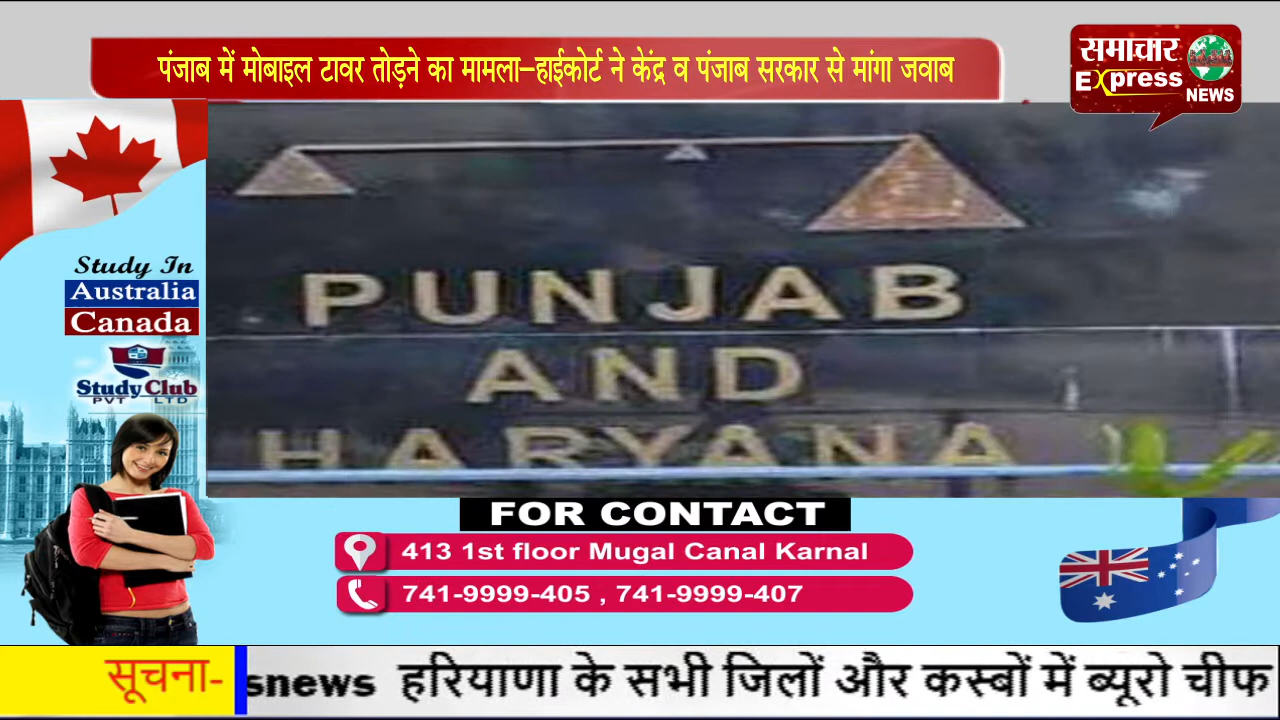 पंजाब में मोबाइल टावर तोड़ने का मामला-हाईकोर्ट ने केंद्र व पंजाब सरकार से मांगा जवाब
समाचार
Express
NEWS
Study In
Australia
Canada
StudyClub
PVT LTD
PUNJAB
AND
HARYANA
FOR CONTACT
413 1st floor Mugal Canal Karnal
741-9999-405 , 741-9999-407
सूचना- snews हरियाणा के सभी जिलों और कस्बों में ब्यूरो चीफ